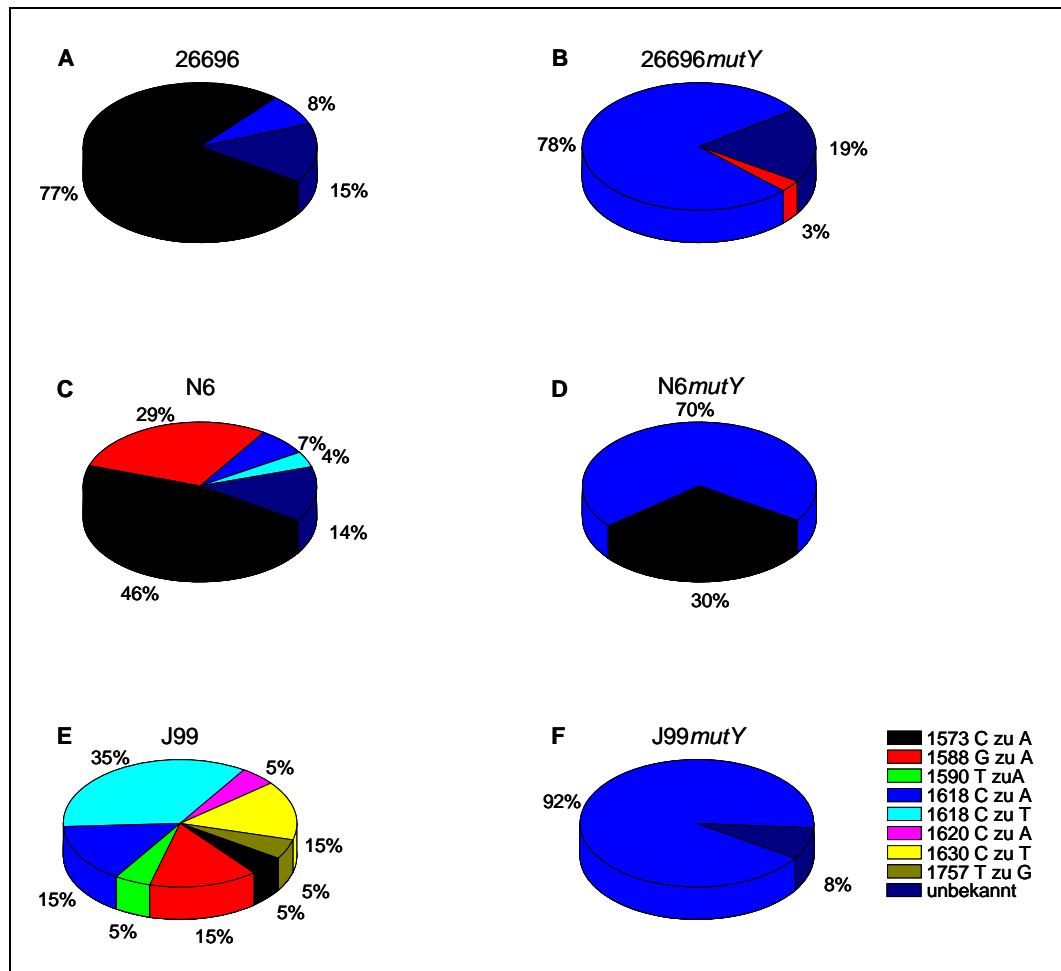 A
26696
8%
77%
15%
B
26696mutY
78%
19%
3%
C
N6
29%
7%
4%
14%
46%
D
N6mutY
70%
30%
E
J99
35%
5%
15%
5%
5%
15%
5%
15%
F
J99mutY
92%
8%
1573 C zu A
1588 G zu A
1590 T zuA
1618 C zu A
1618 C zu T
1620 C zu A
1630 C zu T
1757 T zu G
unbekannt